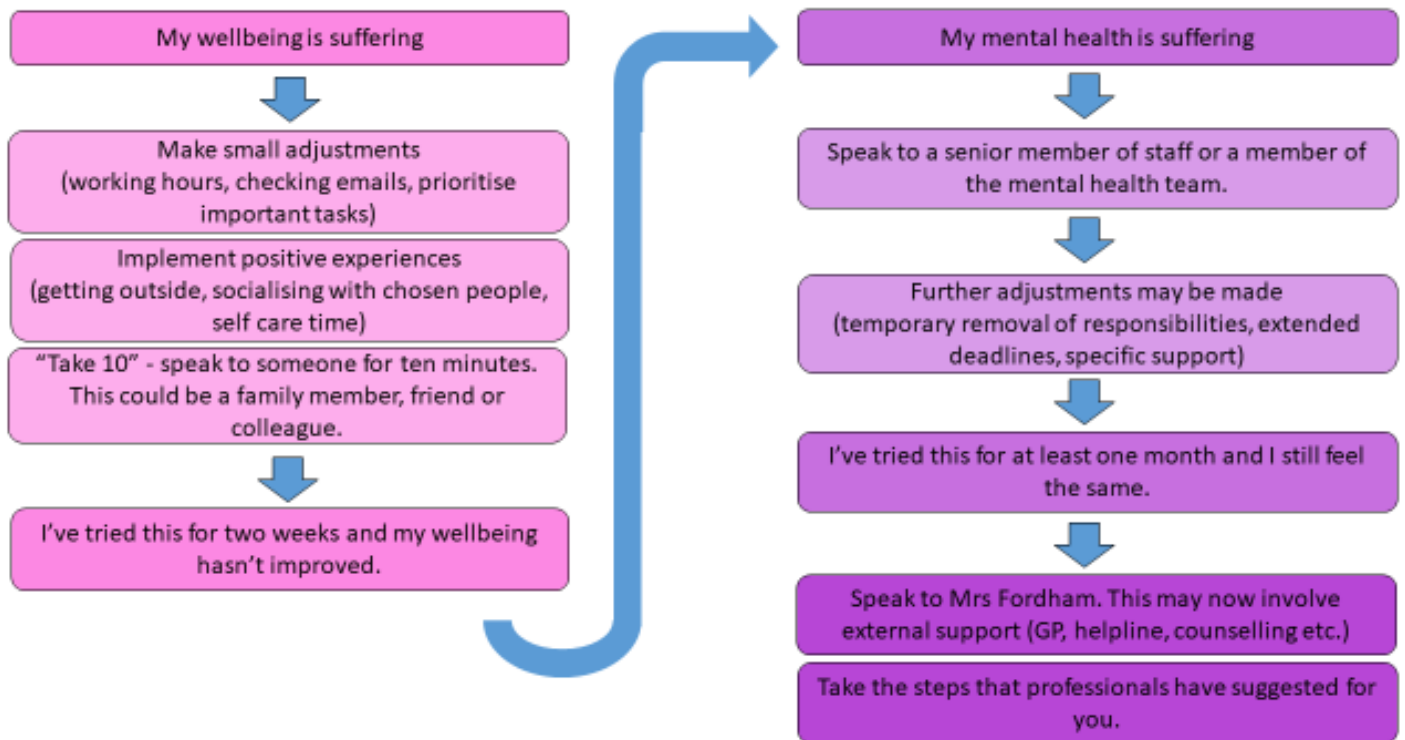 My wellbeing is suffering
Make small adjustments
(working hours, checking emails, prioritise
important tasks)
Implement positive experiences
(getting outside, socialising with chosen people,
self care time)
“Take 10” - speak to someone for ten minutes.
This could be a family member, friend or
colleague.
I’ve tried this for two weeks and my wellbeing
hasn’t improved.
My mental health is suffering
Speak to a senior member of staff or a member of
the mental health team.
Further adjustments may be made
(temporary removal of responsibilities, extended
deadlines, specific support)
I’ve tried this for at least one month and I still feel
the same.
Speak to Mrs Fordham. This may now involve
external support (GP, helpline, counselling etc.)
Take the steps that professionals have suggested for
you.